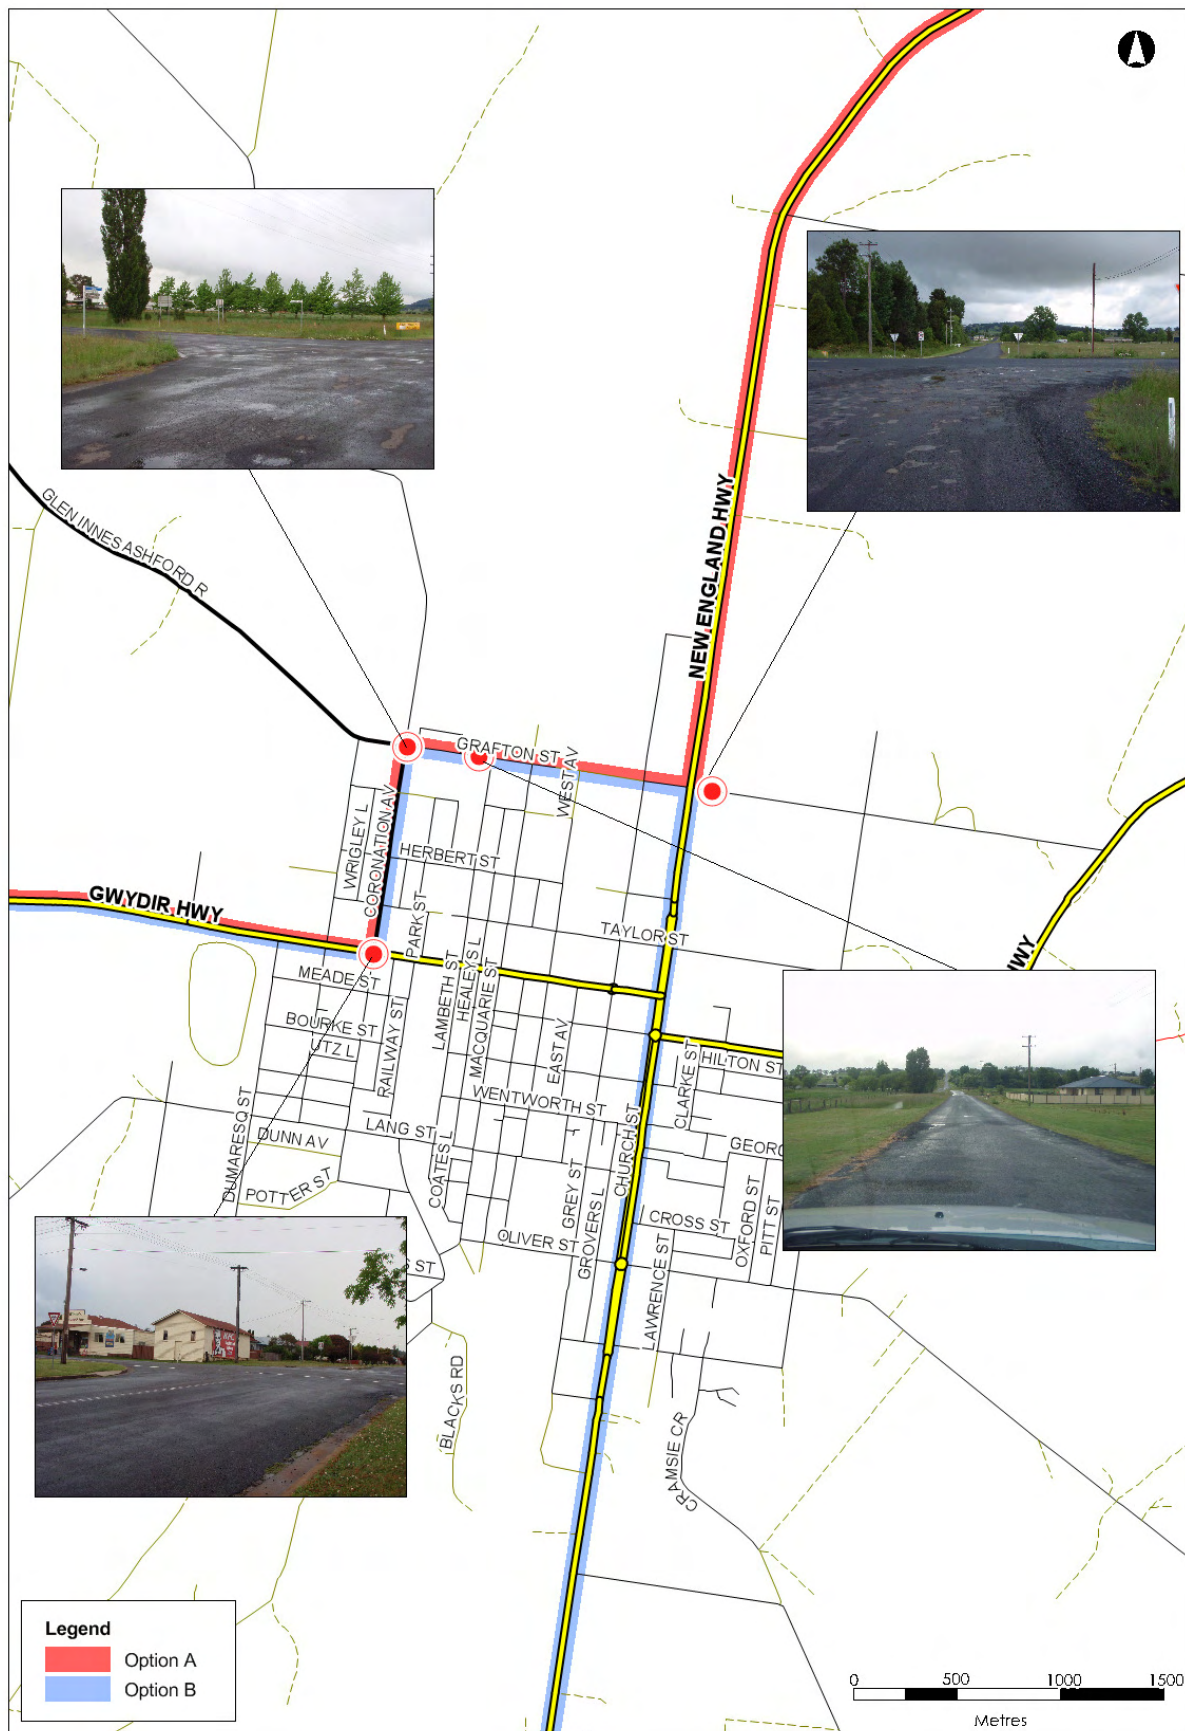 GLEN INNES ASHFORD R
NEW ENGLAND HWY
GRAFTON ST
WEST AV
WRIGLEY L
CORONATION AV
HERBERT ST
GWYDIR HWY
PARK ST
TAYLOR ST
HWY
MEADE ST
LAMBETH ST
HEALEYS L
MACQUARIE ST
BOURKE ST
UTZ L
RAILWAY ST
EAST AV
HILTON ST
CLARKE ST
WENTWORTH ST
DUMARESQ ST
LANG ST
DUNN AV
COATES L
CHURCH ST
GEORG
POTTER ST
GREY ST
GROVERS L
CROSS ST
OXFORD ST
PITT ST
OLIVER ST
LAWRENCE ST
S ST
BLACKS RD
CRAMSIE CR
Legend
Option A
Option B
0 500 1000 1500
Metres